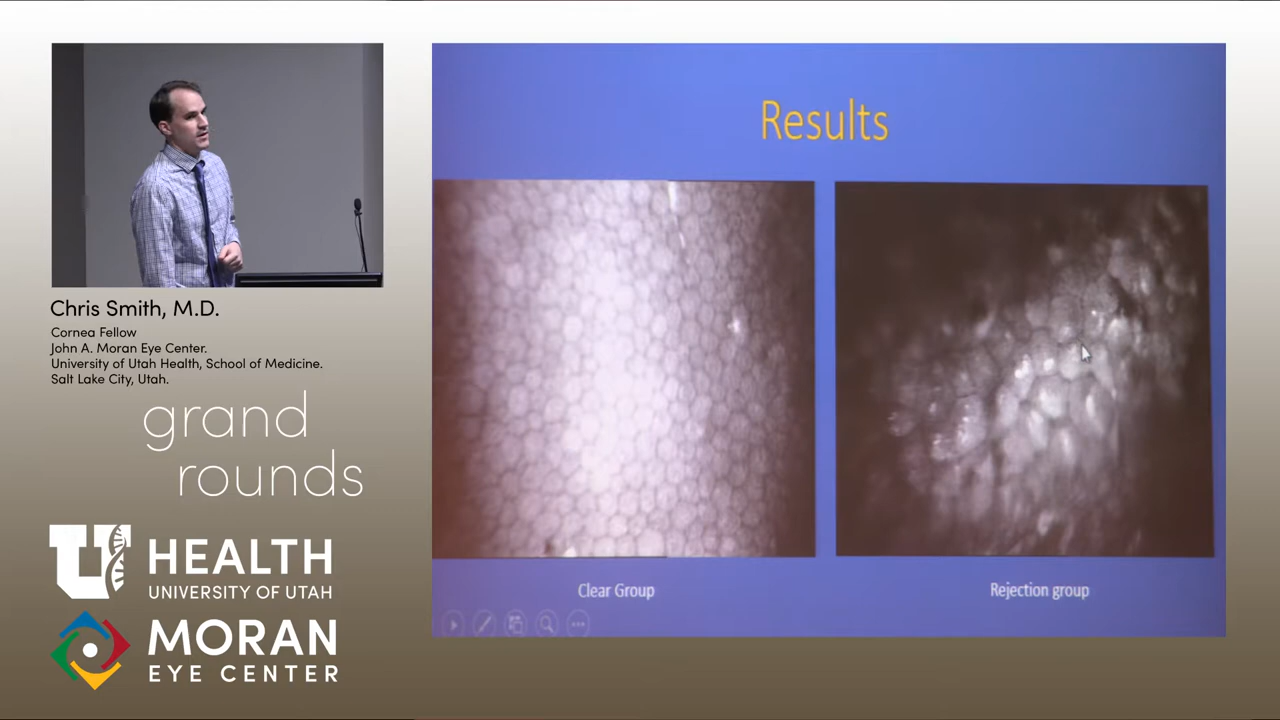 Results
Clear Group
Rejection group
Chris Smith, M.D.
Cornea Fellow
John A. Moran Eye Center.
University of Utah Health, School of Medicine.
Salt Lake City, Utah.
grand
rounds
U HEALTH
UNIVERSITY OF UTAH
MORAN
EYE CENTER